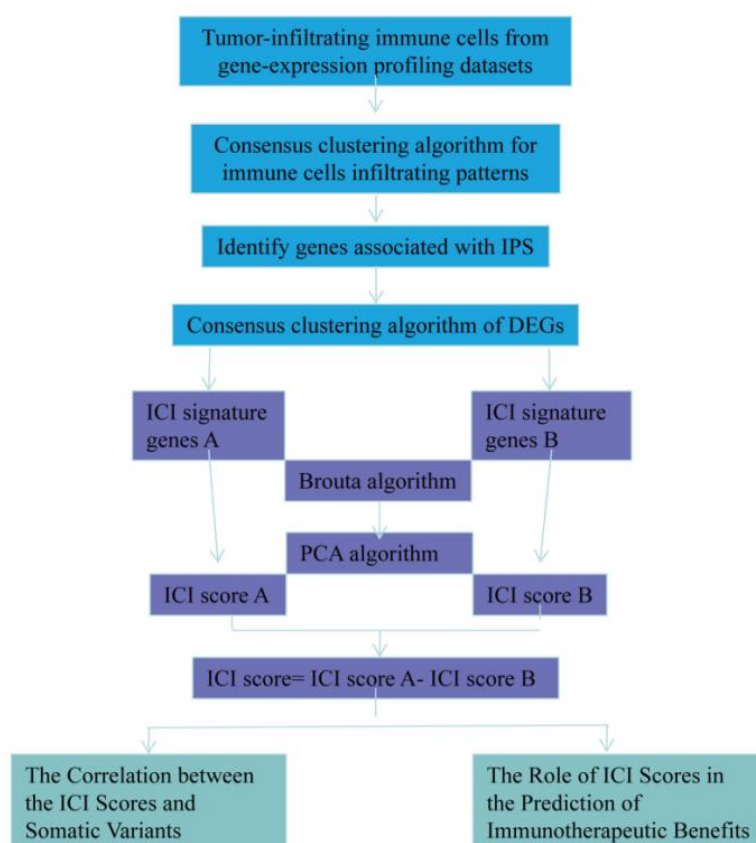 Tumor-infiltrating immune cells from
gene-expression profiling datasets
Consensus clustering algorithm for
immune cells infiltrating patterns
Identify genes associated with IPS
Consensus clustering algorithm of DEGs
ICI signature
genes A
ICI signature
genes B
Brouta algorithm
PCA algorithm
ICI score A
ICI score B
ICI score= ICI score A- ICI score B
The Correlation between
the ICI Scores and
Somatic Variants
The Role of ICI Scores in
the Prediction of
Immunotherapeutic Benefits